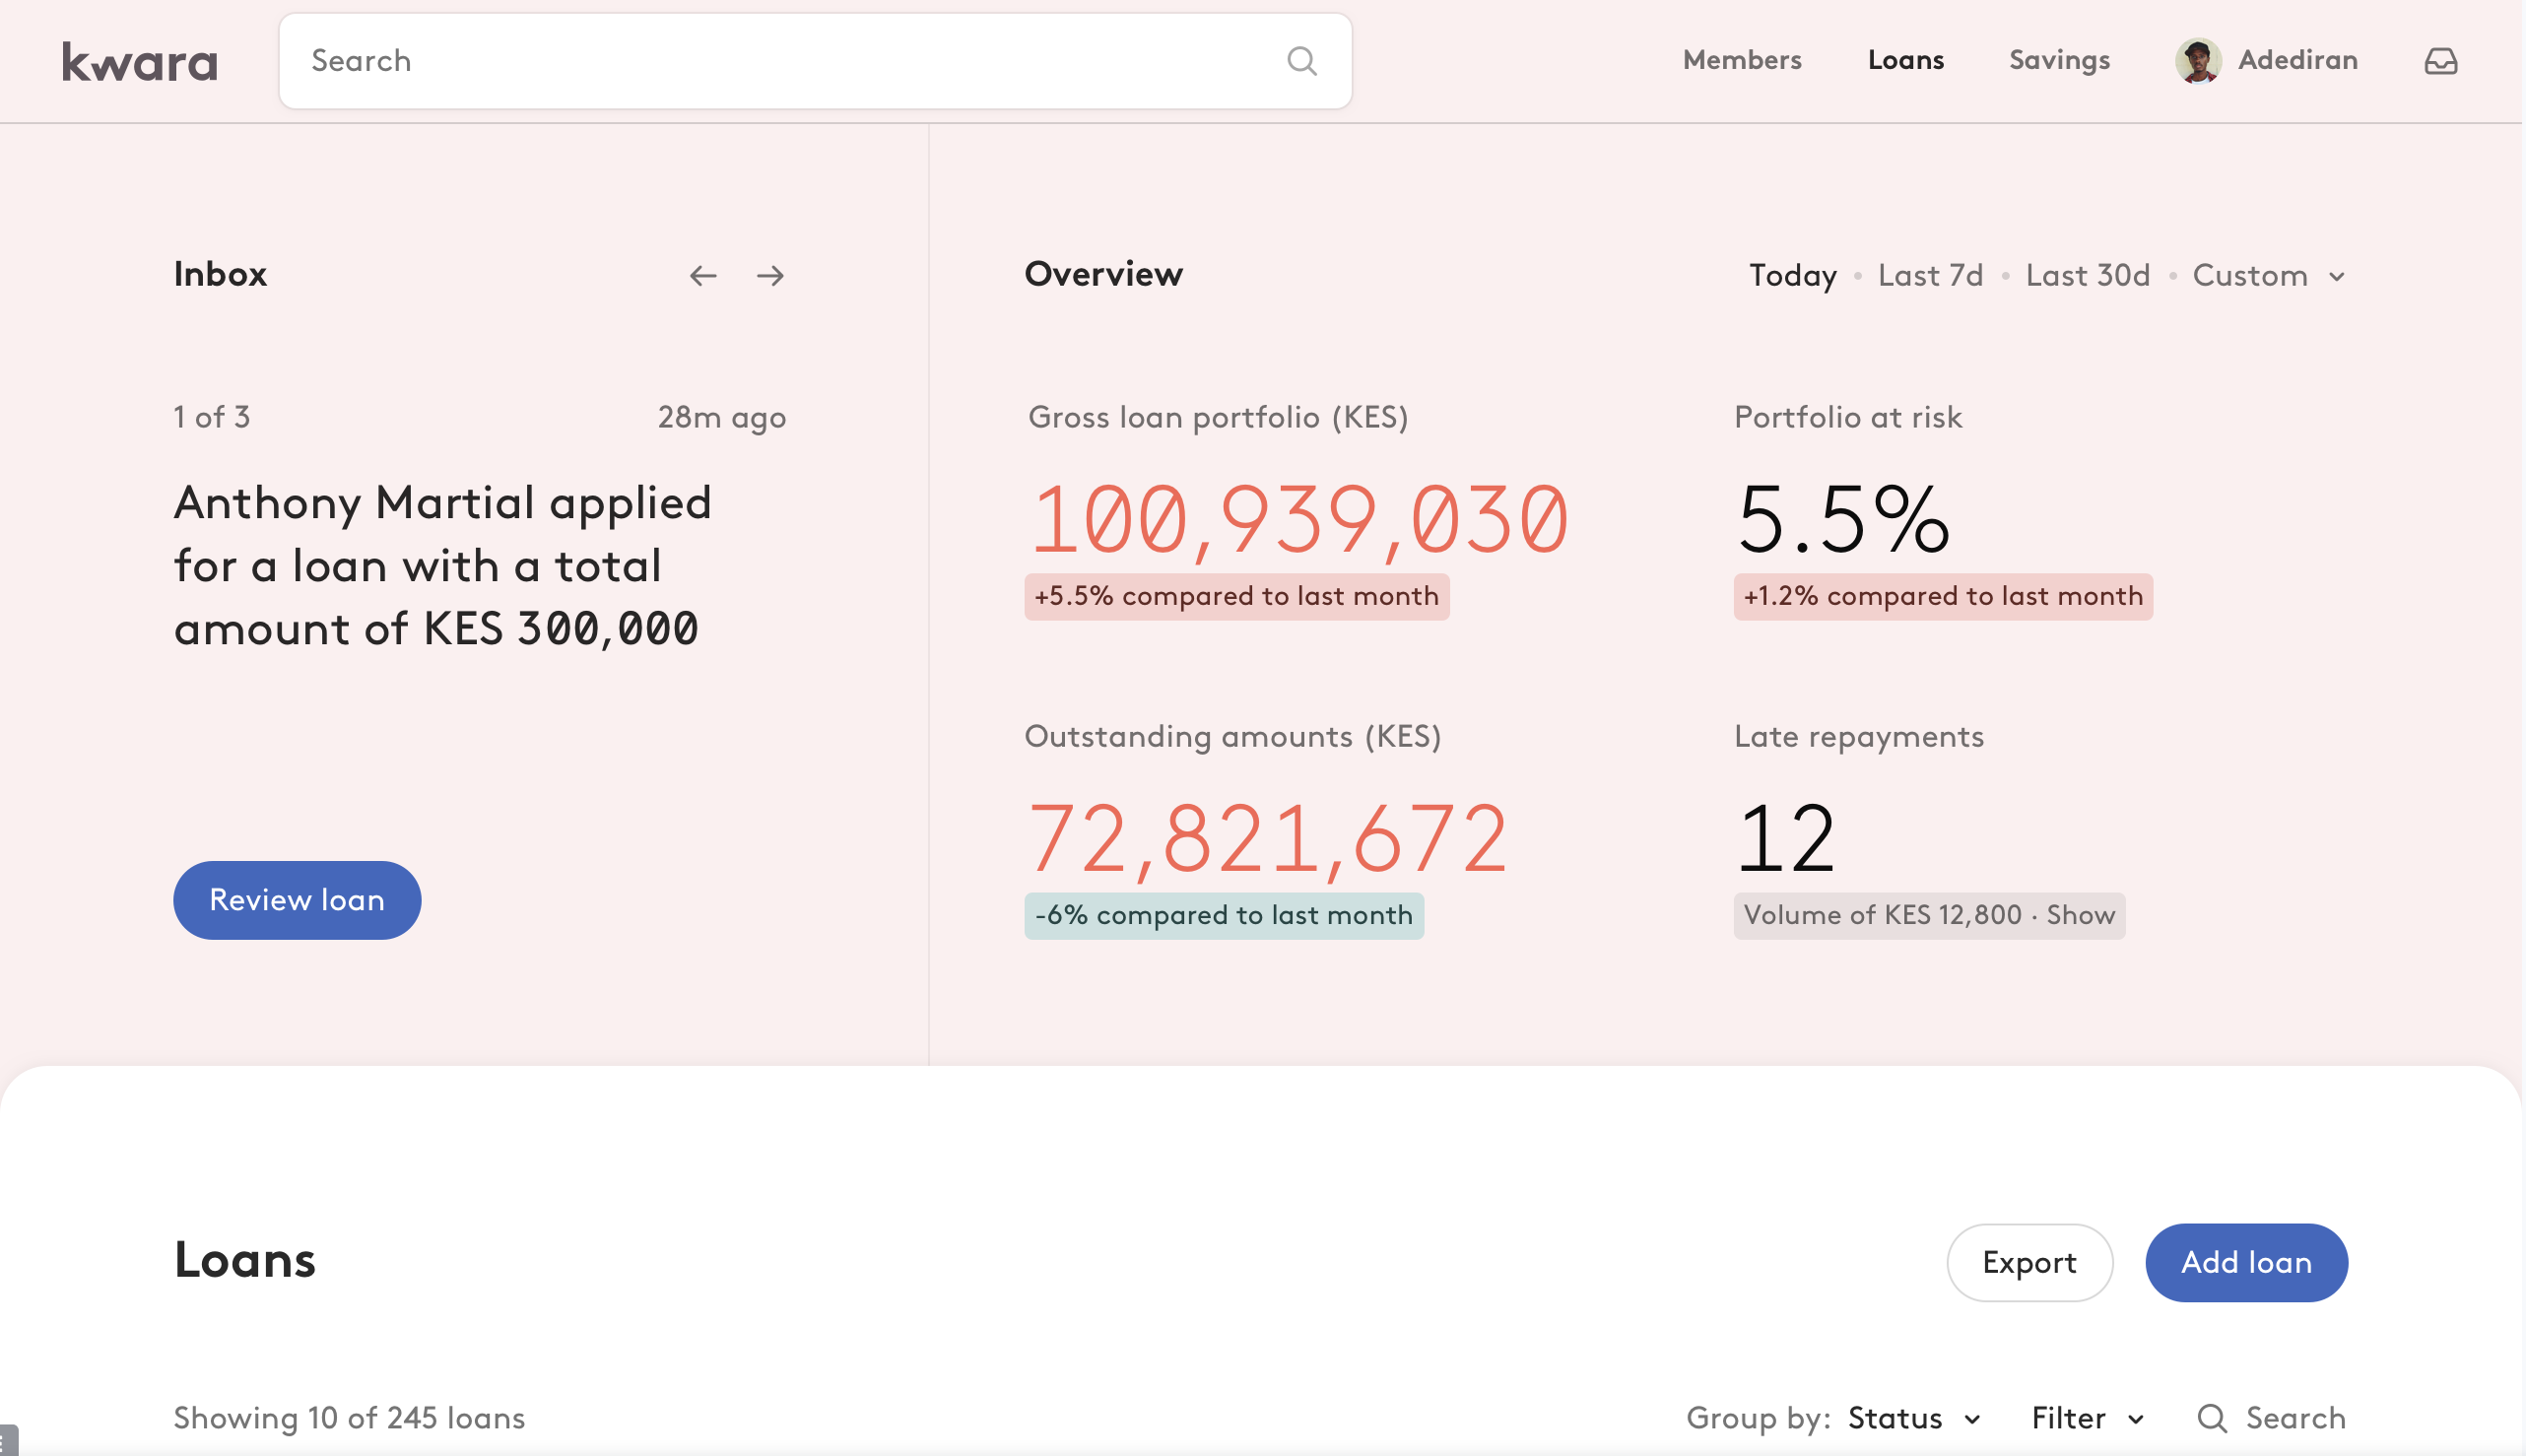 kwara
Search
Members
Loans
Savings
Adediran
Inbox
1 of 3
28m ago
Anthony Martial applied
for a loan with a total
amount of KES 300,000
Review loan
Overview
Today • Last 7d • Last 30d • Custom
Gross loan portfolio (KES)
100,939,030
+5.5% compared to last month
Portfolio at risk
5.5%
+1.2% compared to last month
Outstanding amounts (KES)
72,821,672
-6% compared to last month
Late repayments
12
Volume of KES 12,800 · Show
Loans
Export
Add loan
Showing 10 of 245 loans
Group by: Status
Filter
Search